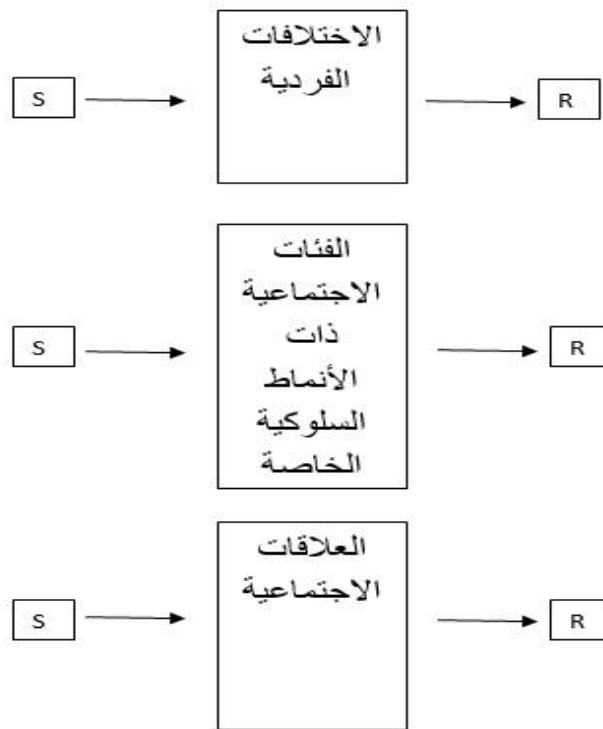 الاختلافات
الفردية
S
R
الفئات
الاجتماعية
ذات
الأنماط
السلوكية
الخاصة
S
R
العلاقات
الاجتماعية
S
R